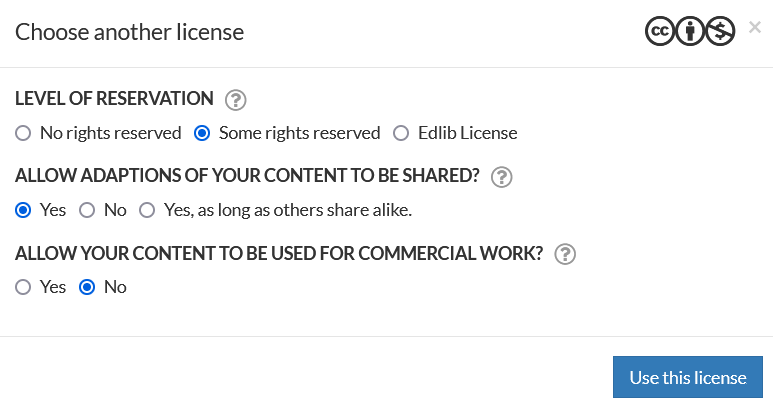 Choose another license
LEVEL OF RESERVATION ?
No rights reserved Some rights reserved Edlib License
ALLOW ADAPTIONS OF YOUR CONTENT TO BE SHARED? ?
Yes No Yes, as long as others share alike.
ALLOW YOUR CONTENT TO BE USED FOR COMMERCIAL WORK? ?
Yes No
Use this license